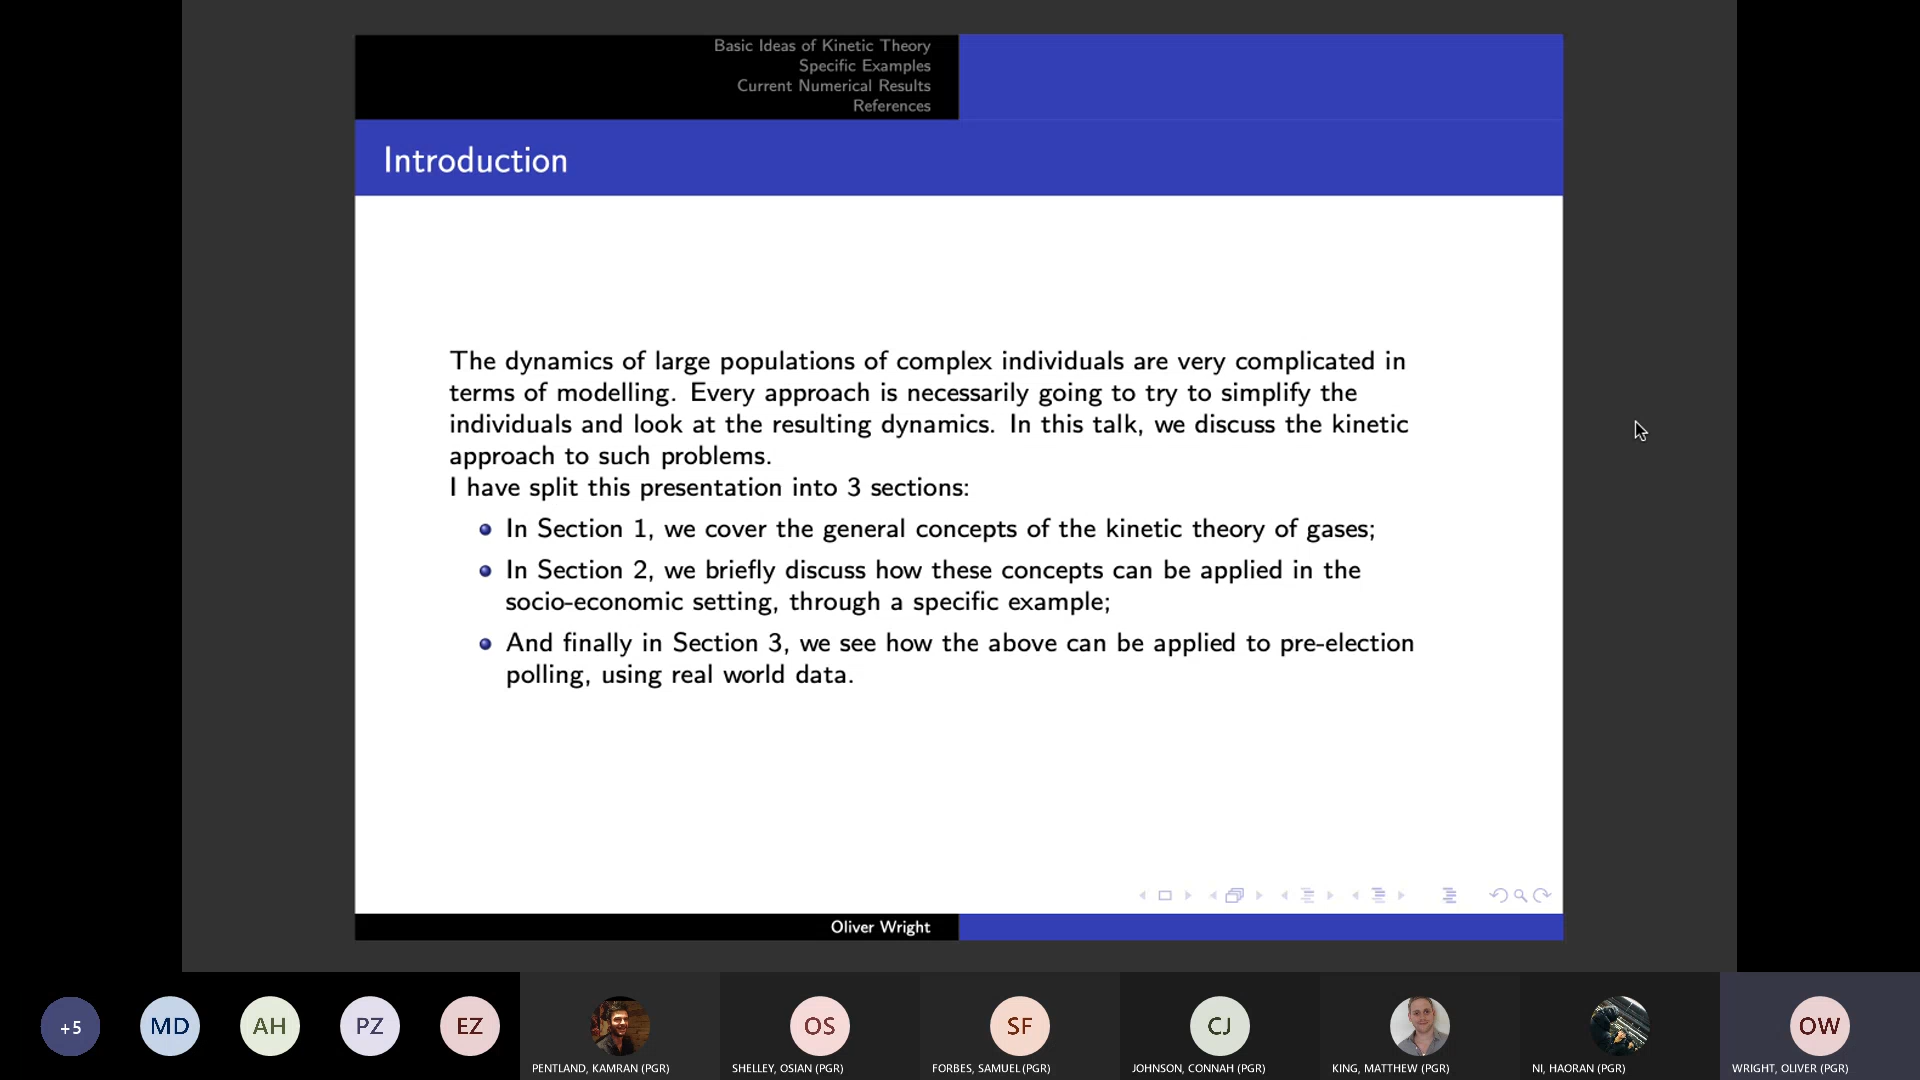 Basic Ideas of Kinetic Theory
Specific Examples
Current Numerical Results
References
Introduction
The dynamics of large populations of complex individuals are very complicated in
terms of modelling. Every approach is necessarily going to try to simplify the
individuals and look at the resulting dynamics. In this talk, we discuss the kinetic
approach to such problems.
I have split this presentation into 3 sections:
In Section 1, we cover the general concepts of the kinetic theory of gases;
In Section 2, we briefly discuss how these concepts can be applied in the
socio-economic setting, through a specific example;
And finally in Section 3, we see how the above can be applied to pre-election
polling, using real world data.
Oliver Wright
+5
MD
AH
PZ
EZ
OS
SF
CJ
OW
PENTLAND, KAMRAN (PGR)
SHELLEY, OSIAN (PGR)
FORBES, SAMUEL (PGR)
JOHNSON, CONNAH (PGR)
KING, MATTHEW (PGR)
NI, HAORAN (PGR)
WRIGHT, OLIVER (PGR)